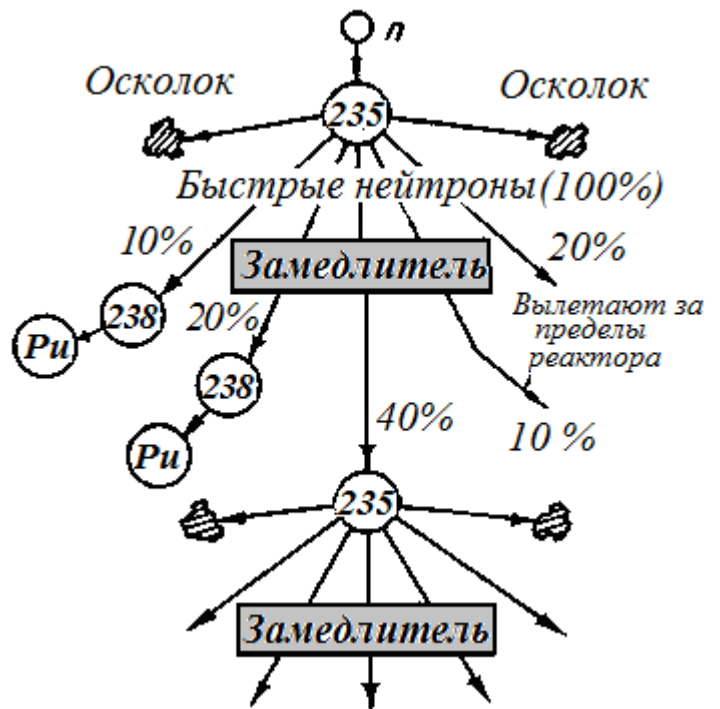 n
Осколок
Осколок
235
Быстрые нейтроны (100%)
10%
20%
Замедлитель
238
20%
Вылетают за
пределы
реактора
Pu
238
40%
10 %
Pu
235
Замедлитель